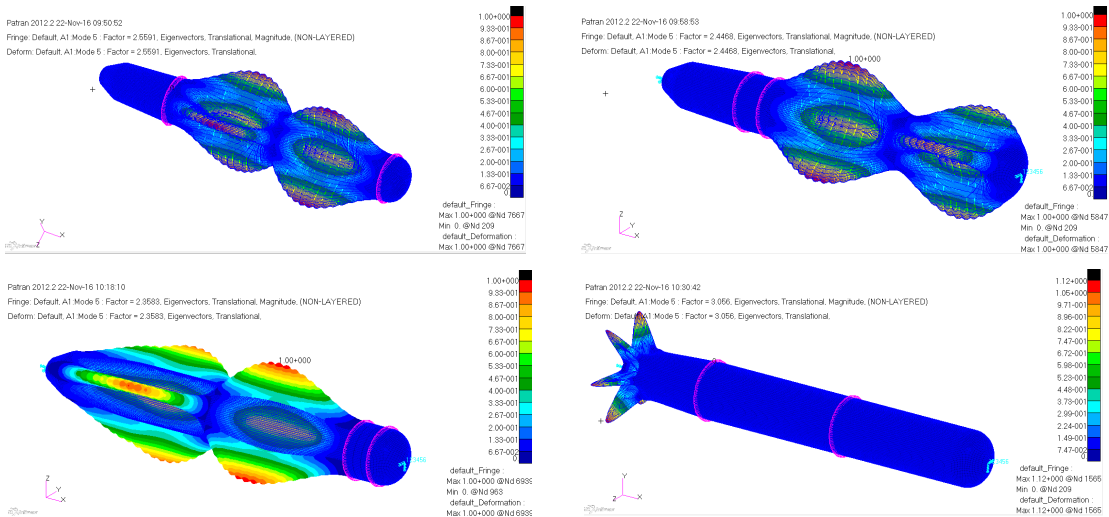 Patran 2012.2 22-Nov-16 09:50:52
Fringe: Default, A1:Mode 5 : Factor = 2.5591, Eigenvectors, Translational, Magnitude, (NON-LAYERED)
Deform: Default, A1:Mode 5 : Factor = 2.5591, Eigenvectors, Translational,
1.00+000
9.33-001
8.67-001
8.00-001
7.33-001
6.67-001
6.00-001
5.33-001
4.67-001
4.00-001
3.33-001
2.67-001
2.00-001
1.33-001
6.67-002
0
default_Fringe :
Max 1.00+000 @Nd 7667
Min 0. @Nd 209
default_Deformation :
Max 1.00+000 @Nd 7667
Y
X
Z
Patran 2012.2 22-Nov-16 09:58:53
Fringe: Default, A1:Mode 5 : Factor = 2.4468, Eigenvectors, Translational, Magnitude, (NON-LAYERED)
Deform: Default, A1:Mode 5 : Factor = 2.4468, Eigenvectors, Translational,
1.00+000
1.00+000
9.33-001
8.67-001
8.00-001
7.33-001
6.67-001
6.00-001
5.33-001
4.67-001
4.00-001
3.33-001
2.67-001
2.00-001
1.33-001
6.67-002
0
default_Fringe :
Max 1.00+000 @Nd 5847
Min 0. @Nd 209
default_Deformation :
Max 1.00+000 @Nd 5847
Z
Y
X
Patran 2012.2 22-Nov-16 10:18:10
Fringe: Default, A1:Mode 5 : Factor = 2.3583, Eigenvectors, Translational, Magnitude, (NON-LAYERED)
Deform: Default, A1:Mode 5 : Factor = 2.3583, Eigenvectors, Translational,
1.00+000
1.00+000
9.33-001
8.67-001
8.00-001
7.33-001
6.67-001
6.00-001
5.33-001
4.67-001
4.00-001
3.33-001
2.67-001
2.00-001
1.33-001
6.67-002
0
default_Fringe :
Max 1.00+000 @Nd 6939
Min 0. @Nd 963
default_Deformation :
Max 1.00+000 @Nd 6939
Z
Y
X
Patran 2012.2 22-Nov-16 10:30:42
Fringe: Default, A1:Mode 5 : Factor = 3.056, Eigenvectors, Translational, Magnitude, (NON-LAYERED)
Deform: Default, A1:Mode 5 : Factor = 3.056, Eigenvectors, Translational,
1.12+000
1.05+000
9.71-001
8.96-001
8.22-001
7.47-001
6.72-001
5.98-001
5.23-001
4.48-001
3.73-001
2.99-001
2.24-001
1.49-001
7.47-002
0
default_Fringe :
Max 1.12+000 @Nd 1565
Min 0. @Nd 209
default_Deformation :
Max 1.12+000 @Nd 1565
Y
Z
X